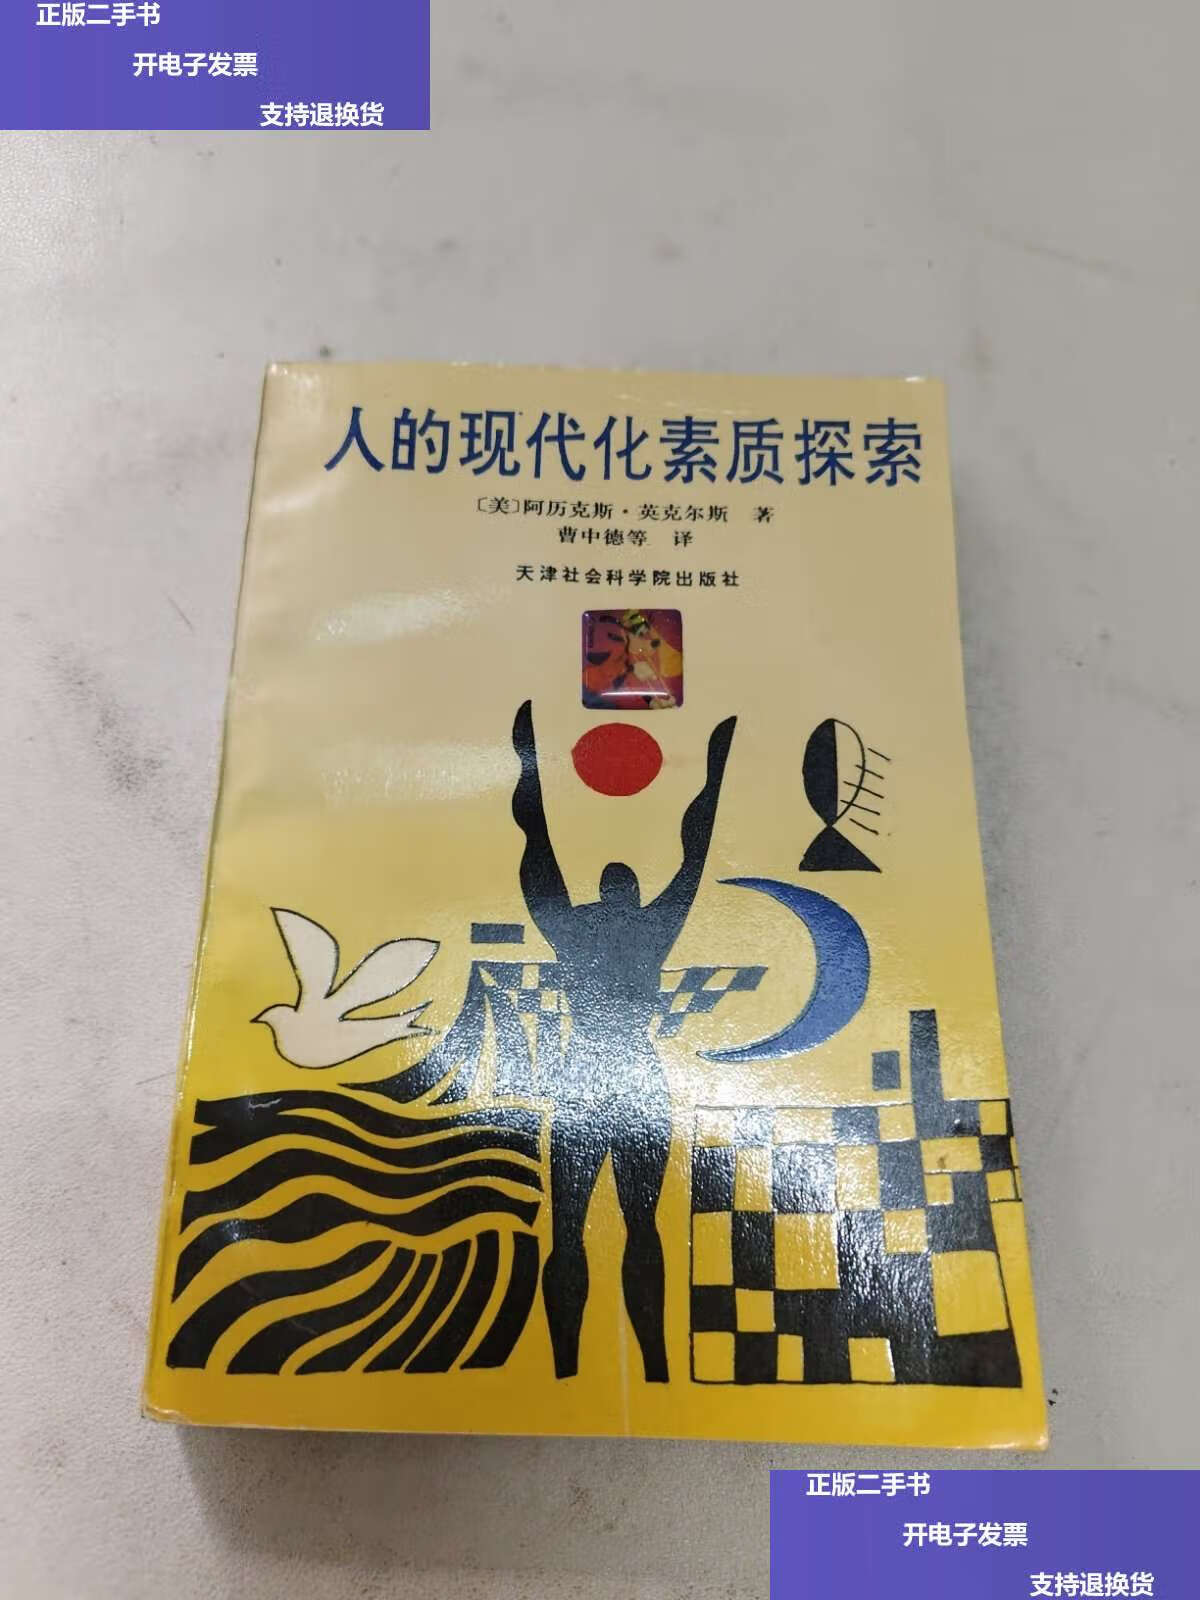 正版二手书
开电子发票
支持退换货
人的现代化素质探索
〔美〕阿历克斯·英克尔斯 著
曹中德等 译
天津社会科学院出版社
正版二手书
开电子发票
支持退换货